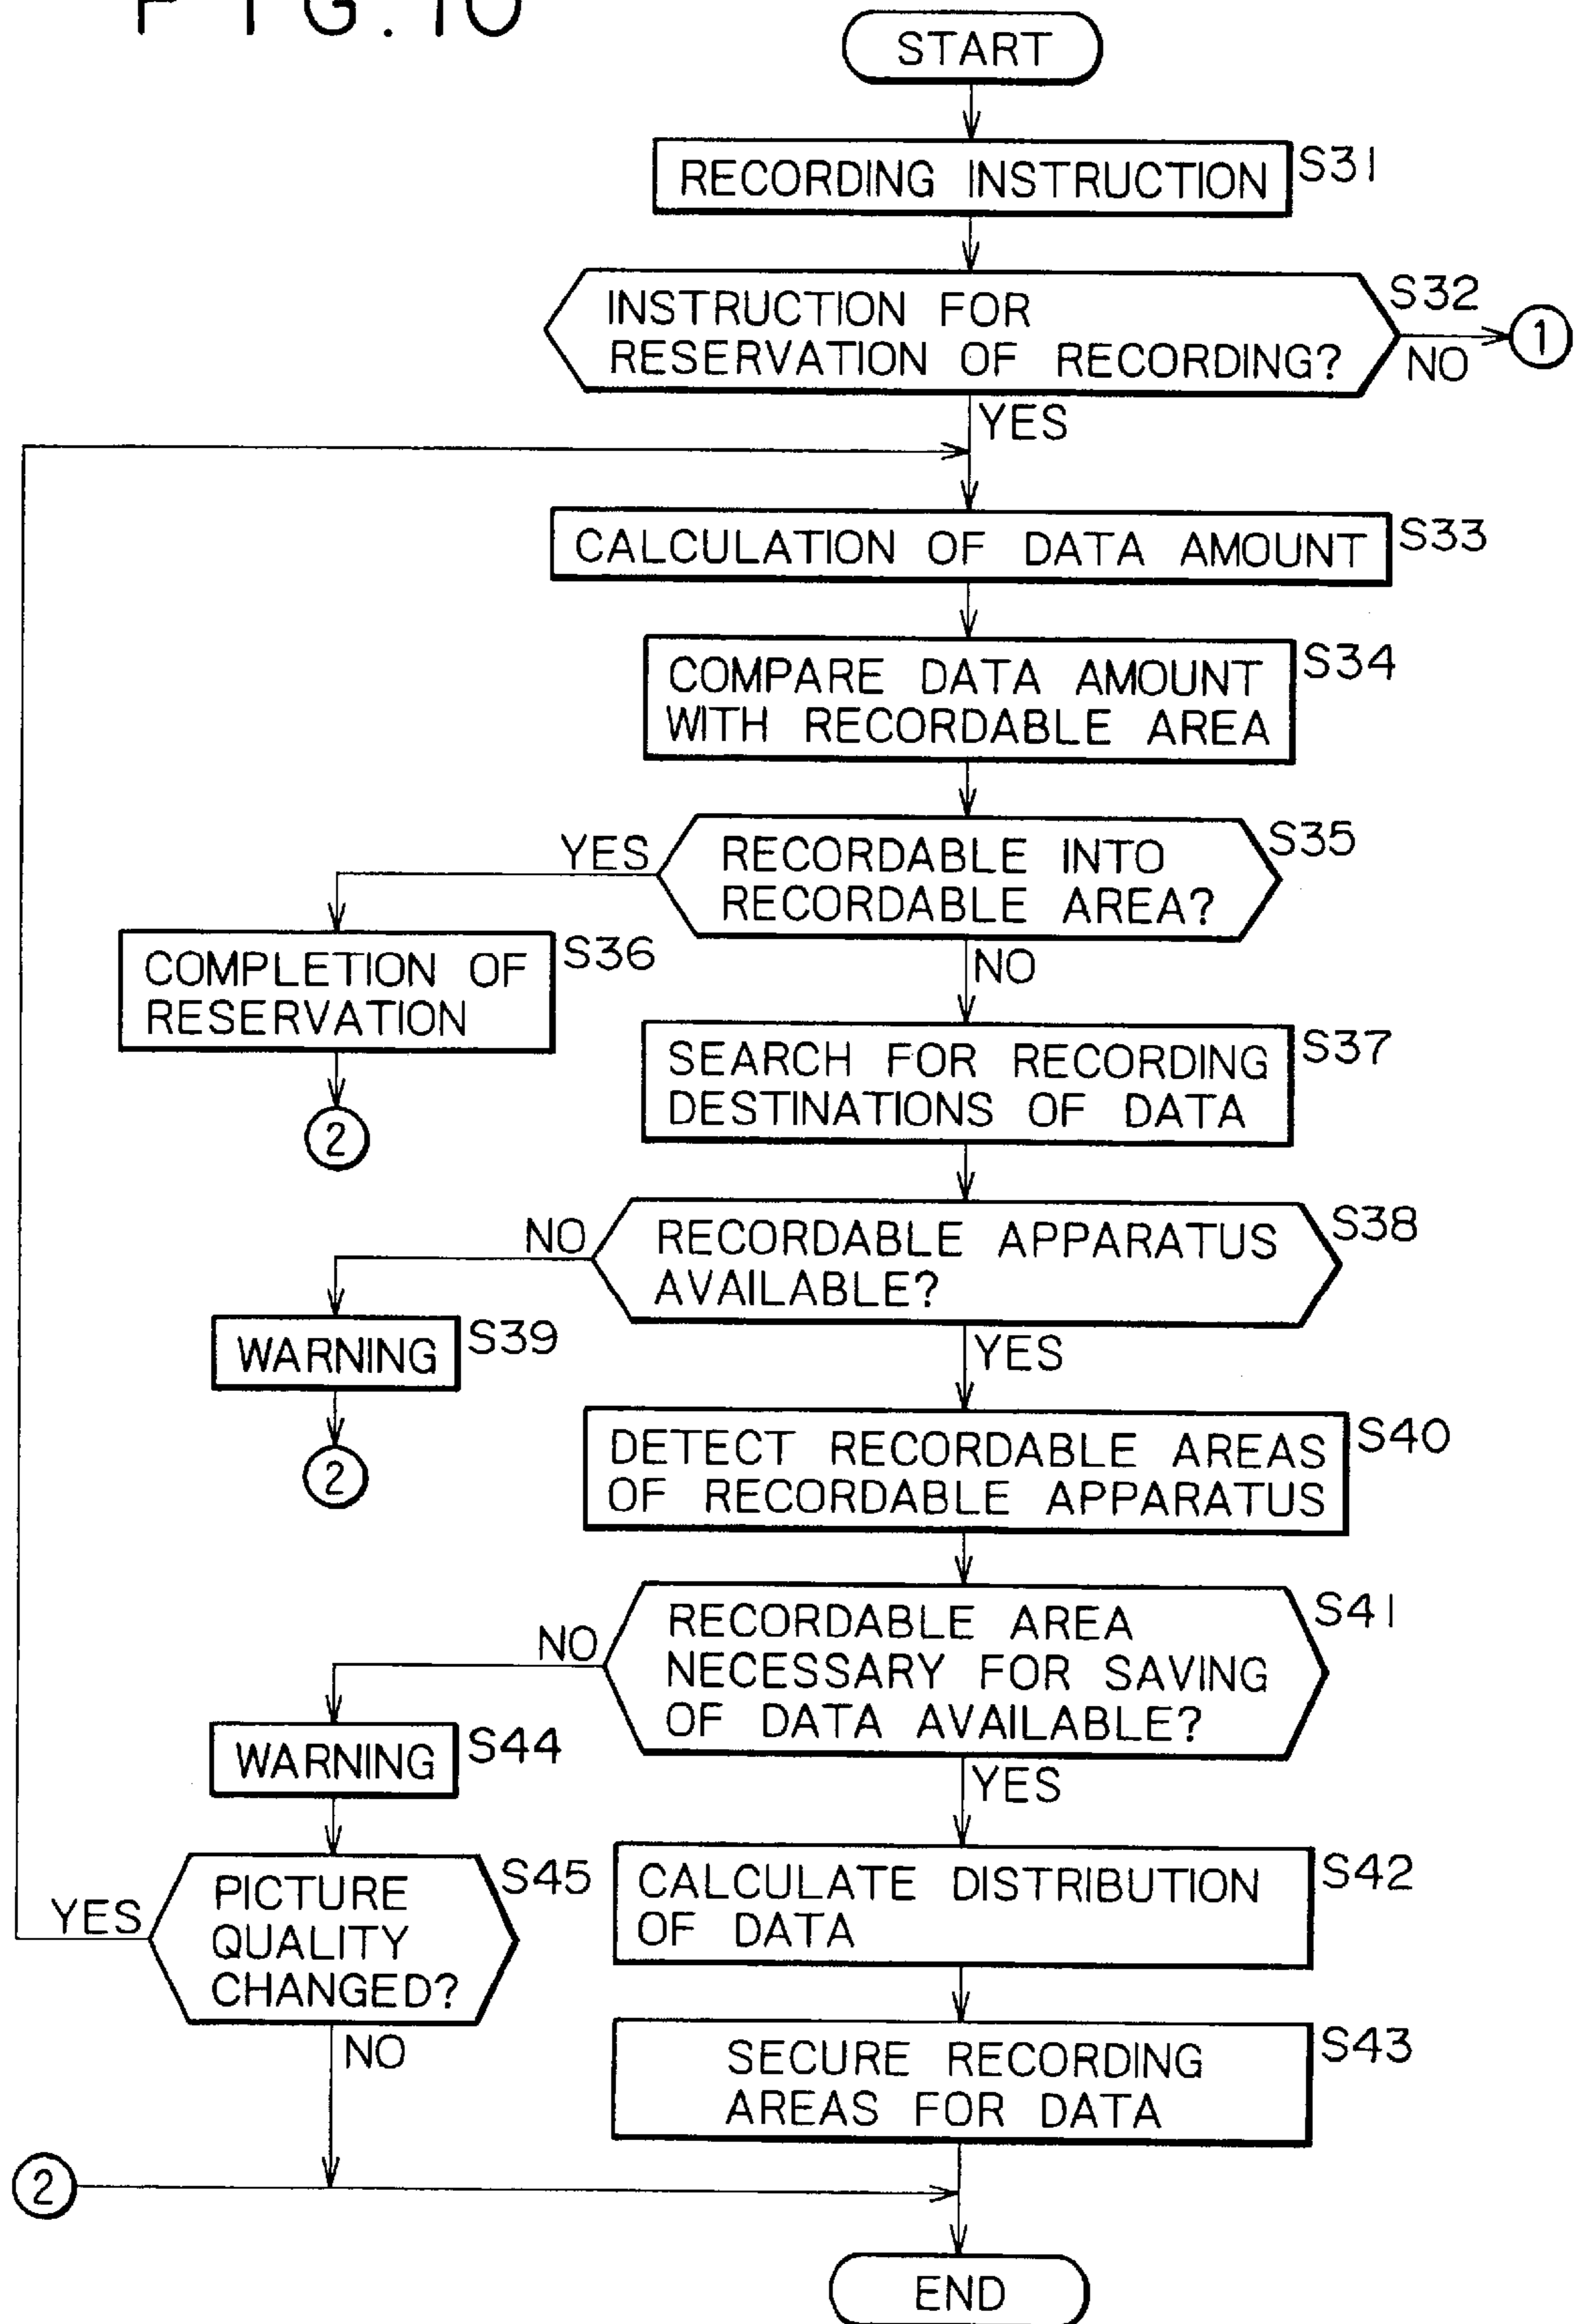 FIG.10
START
RECORDING INSTRUCTION
S31
INSTRUCTION FOR
RESERVATION OF RECORDING?
S32
NO
1
YES
CALCULATION OF DATA AMOUNT
S33
COMPARE DATA AMOUNT
WITH RECORDABLE AREA
S34
RECORDABLE INTO
RECORDABLE AREA?
S35
YES
NO
COMPLETION OF
RESERVATION
S36
2
SEARCH FOR RECORDING
DESTINATIONS OF DATA
S37
RECORDABLE APPARATUS
AVAILABLE?
S38
NO
YES
WARNING
S39
2
DETECT RECORDABLE AREAS
OF RECORDABLE APPARATUS
S40
RECORDABLE AREA
NECESSARY FOR SAVING
OF DATA AVAILABLE?
S41
NO
YES
WARNING
S44
PICTURE
QUALITY
CHANGED?
S45
YES
NO
CALCULATE DISTRIBUTION
OF DATA
S42
SECURE RECORDING
AREAS FOR DATA
S43
2
END